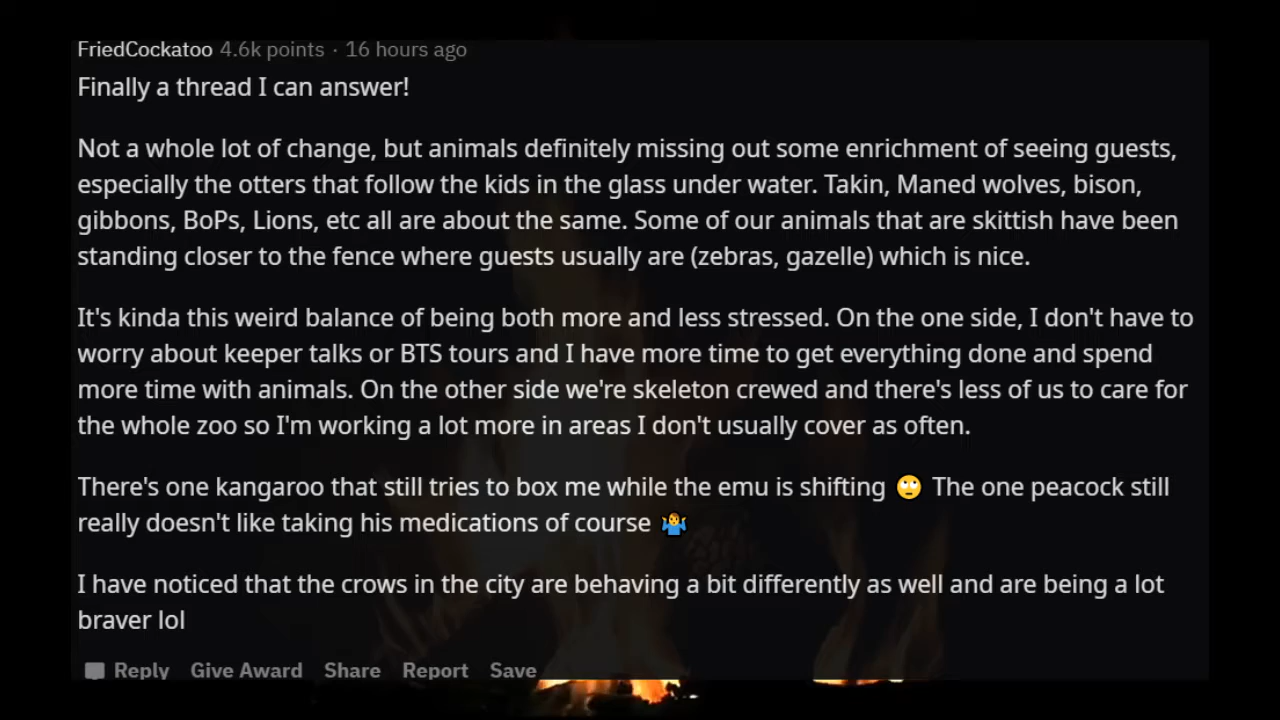 FriedCockatoo 4.6k points · 16 hours ago
Finally a thread I can answer!
Not a whole lot of change, but animals definitely missing out some enrichment of seeing guests,
especially the otters that follow the kids in the glass under water. Takin, Maned wolves, bison,
gibbons, BoPs, Lions, etc all are about the same. Some of our animals that are skittish have been
standing closer to the fence where guests usually are (zebras, gazelle) which is nice.
It's kinda this weird balance of being both more and less stressed. On the one side, I don't have to
worry about keeper talks or BTS tours and I have more time to get everything done and spend
more time with animals. On the other side we're skeleton crewed and there's less of us to care for
the whole zoo so I'm working a lot more in areas I don't usually cover as often.
There's one kangaroo that still tries to box me while the emu is shifting 🙄 The one peacock still
really doesn't like taking his medications of course 🤷‍♀️
I have noticed that the crows in the city are behaving a bit differently as well and are being a lot
braver lol
Reply Give Award Share Report Save